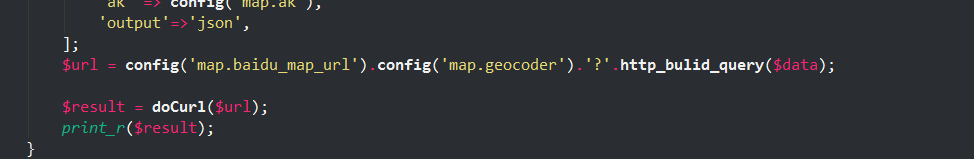 'ak' => config('map.ak'),
'output'=>'json',
];
$url = config('map.baidu_map_url').config('map.geocoder').'?'.http_bulid_query($data);
$result = doCurl($url);
print_r($result);
}